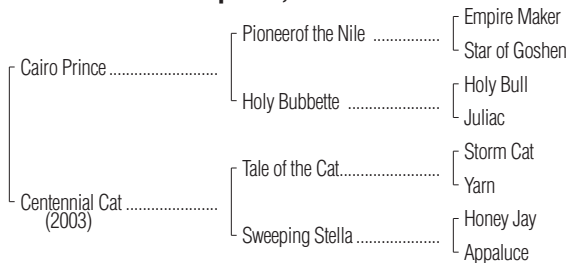 Empire Maker
Pioneerof the Nile ................
Star of Goshen
Cairo Prince ..........................
Holy Bull
Holy Bubbette ......................
Juliac
Storm Cat
Tale of the Cat........................
Yarn
Centennial Cat ......................
(2003)
Honey Jay
Sweeping Stella ....................
Appaluce